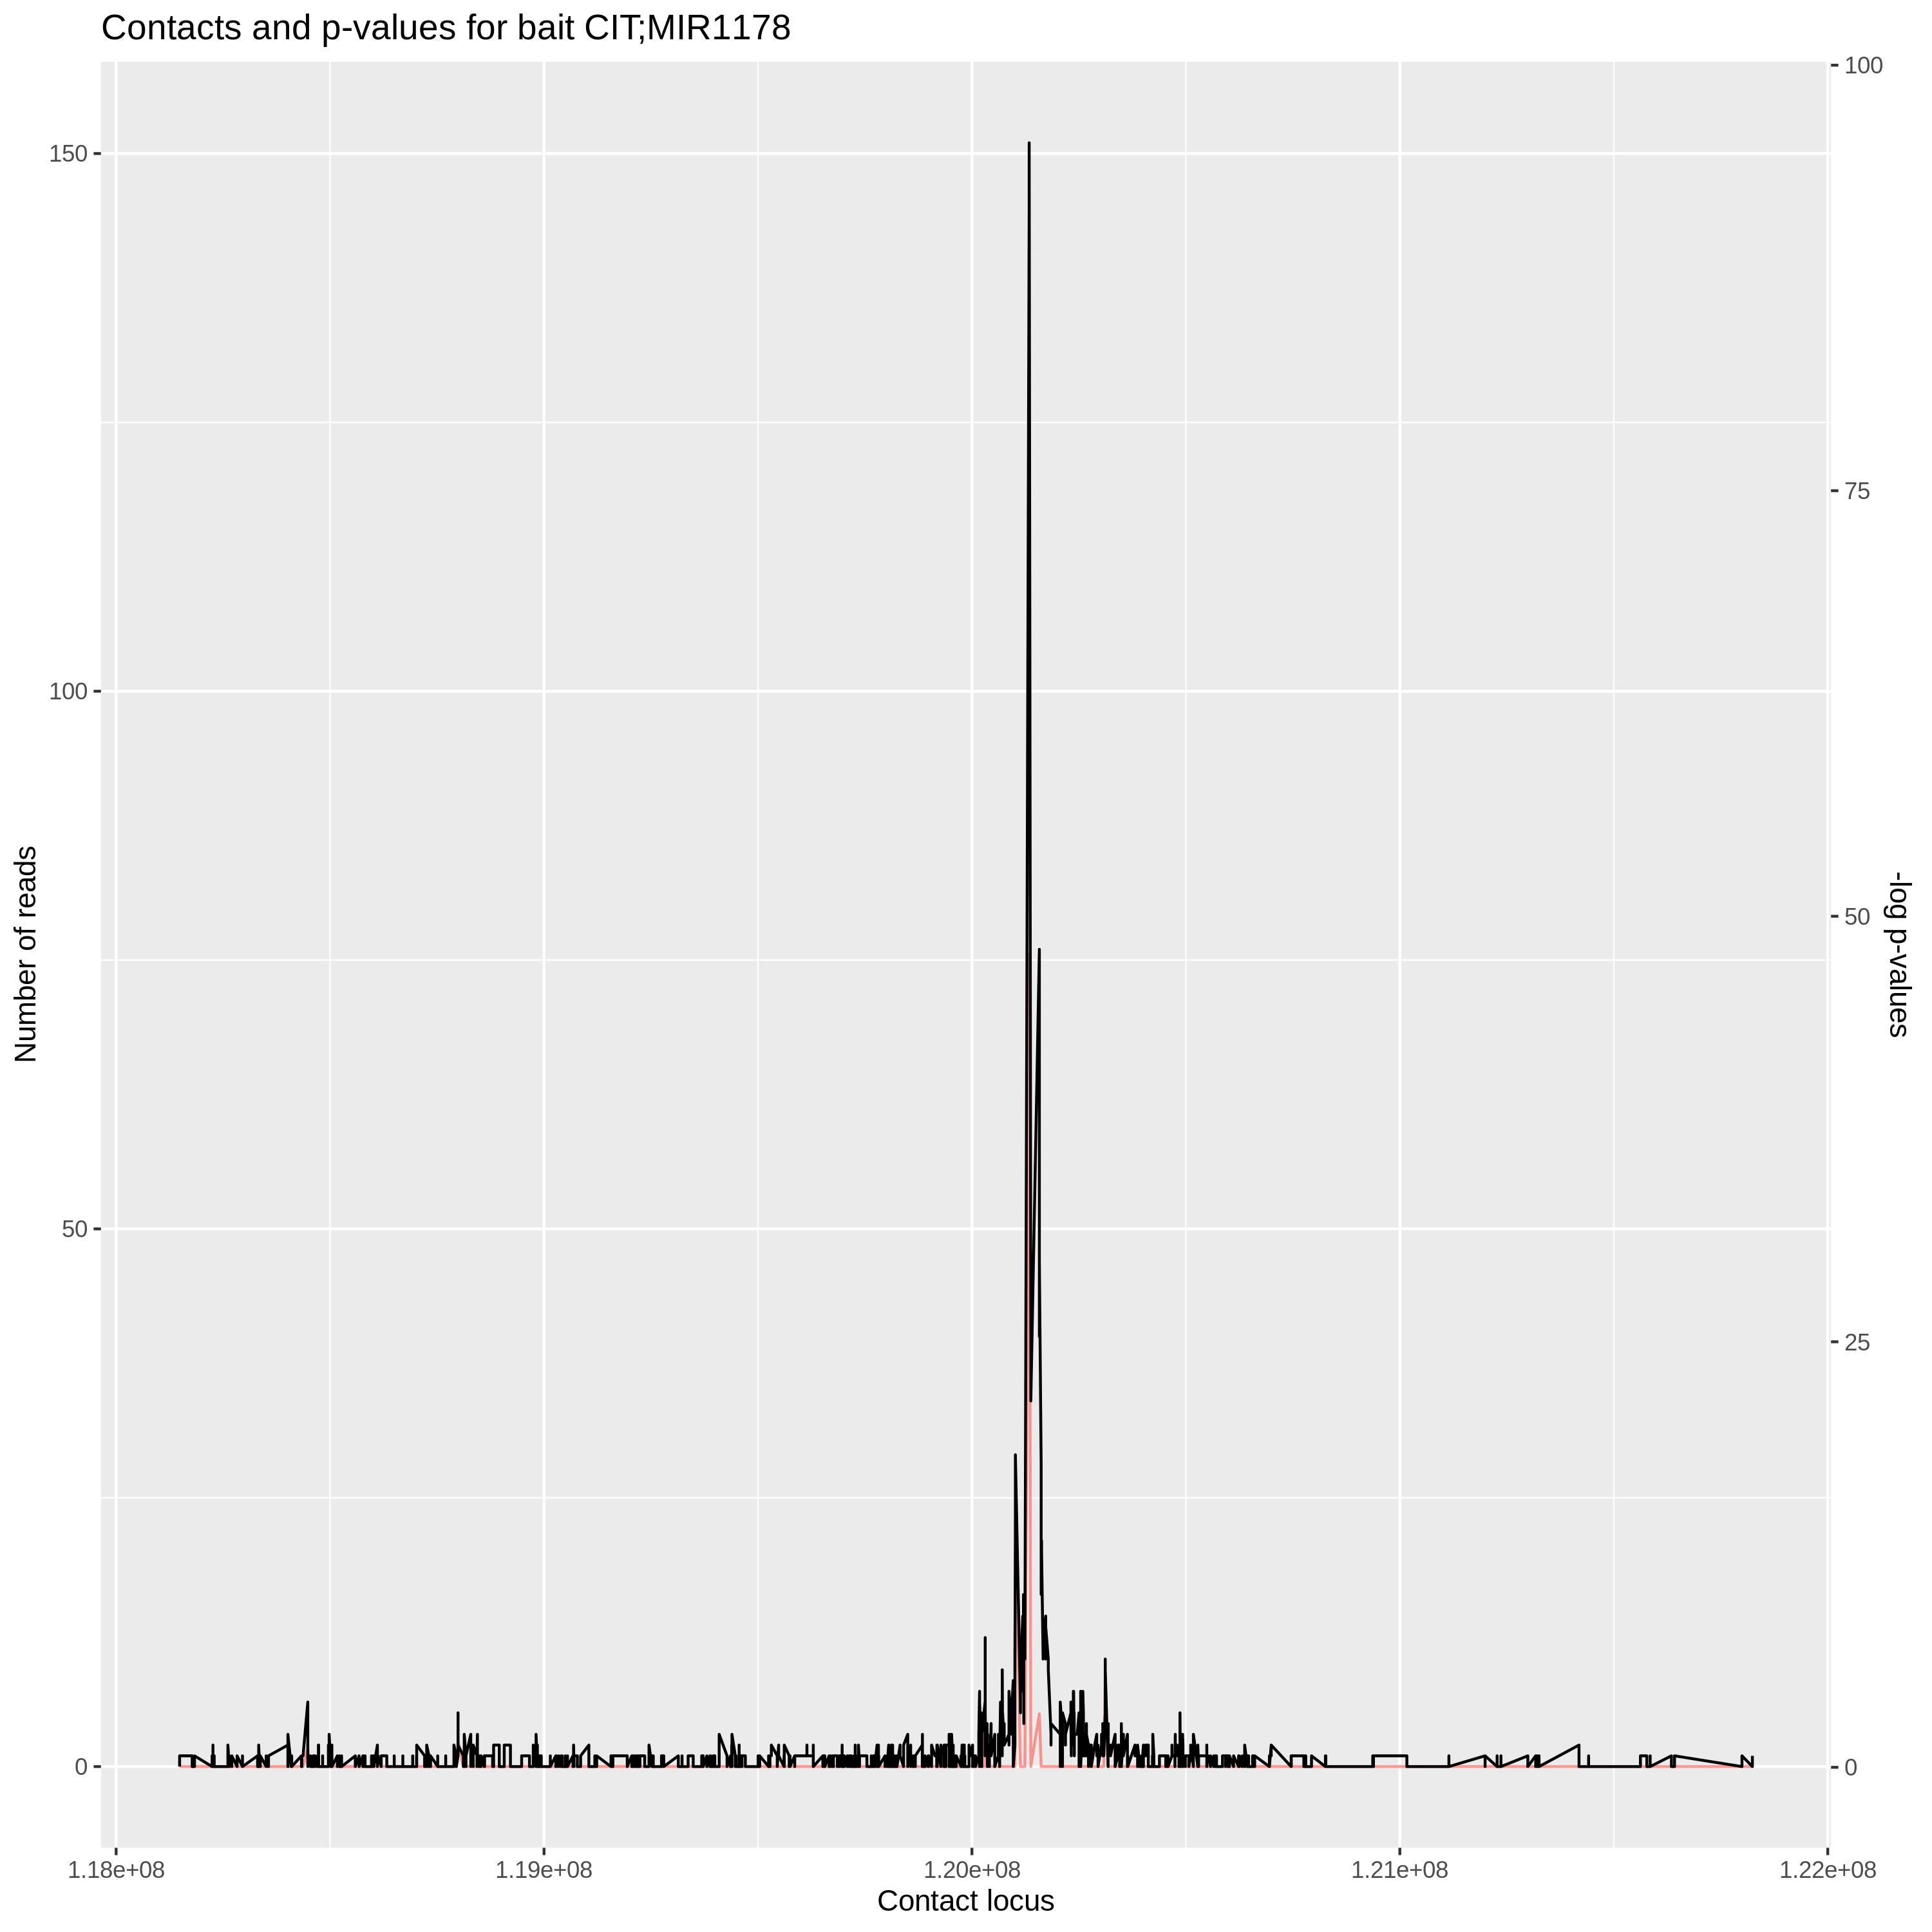 Contacts and p-values for bait CIT;MIR1178
150
100
50
0
Number of reads
100
75
50
25
0
-log p-values
1.18e+08
1.19e+08
1.20e+08
1.21e+08
1.22e+08
Contact locus